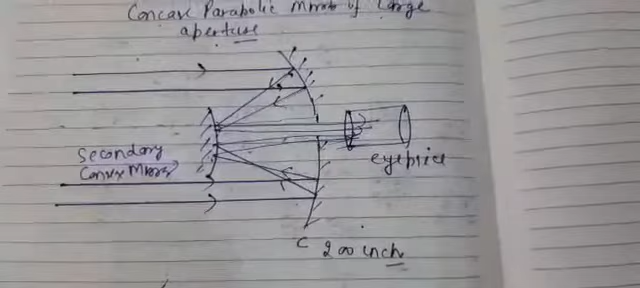 Concave Parabolic Mirror of large
aperture
Secondary
Convex Mirror
eyepiece
C
200 inch